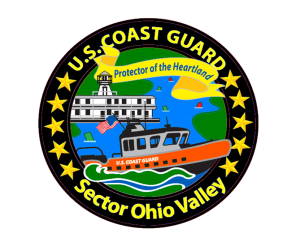 U.S. COAST GUARD
Protector of the Heartland
U.S. COAST GUARD
Sector Ohio Valley